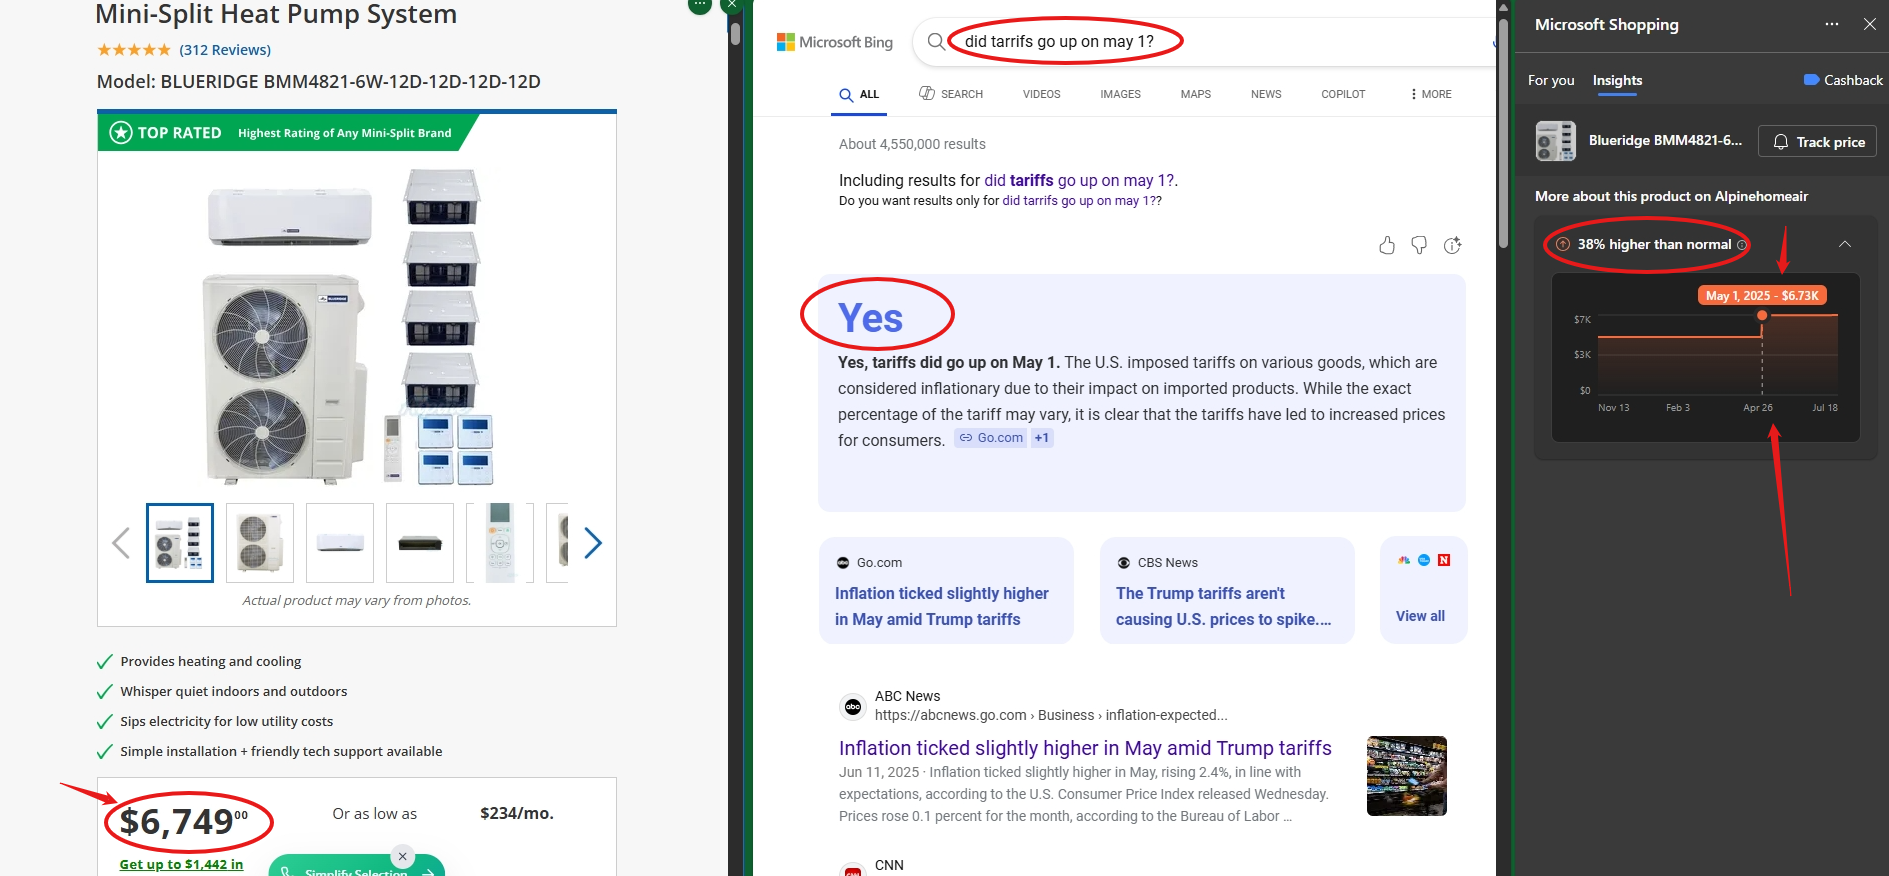 Mini-Split Heat Pump System
(312 Reviews)
Model: BLUERIDGE BMM4821-6W-12D-12D-12D-12D
TOP RATED Highest Rating of Any Mini-Split Brand
BLUERIDGE
Actual product may vary from photos.
Provides heating and cooling
Whisper quiet indoors and outdoors
Sips electricity for low utility costs
Simple installation + friendly tech support available
$6,749 00
Or as low as $234/mo.
Get up to $1,442 in
Simplify Selection
Microsoft Bing
did tarrifs go up on may 1?
ALL SEARCH VIDEOS IMAGES MAPS NEWS COPILOT MORE
About 4,550,000 results
Including results for did tariffs go up on may 1?.
Do you want results only for did tarrifs go up on may 1??
Yes
Yes, tariffs did go up on May 1. The U.S. imposed tariffs on various goods, which are
considered inflationary due to their impact on imported products. While the exact
percentage of the tariff may vary, it is clear that the tariffs have led to increased prices
for consumers. Go.com +1
abc Go.com
Inflation ticked slightly higher
in May amid Trump tariffs
CBS News
The Trump tariffs aren't
causing U.S. prices to spike....
N
View all
abc
ABC News
https://abcnews.go.com › Business › inflation-expected...
Inflation ticked slightly higher in May amid Trump tariffs
Jun 11, 2025 · Inflation ticked slightly higher in May, rising 2.4%, in line with
expectations, according to the U.S. Consumer Price Index released Wednesday.
Prices rose 0.1 percent for the month, according to the Bureau of Labor ...
CNN
CNN
Microsoft Shopping
For you Insights Cashback
Blueridge BMM4821-6... Track price
More about this product on Alpinehomeair
38% higher than normal
May 1, 2025 - $6.73K
$7K
$3K
$0
Nov 13 Feb 3 Apr 26 Jul 18